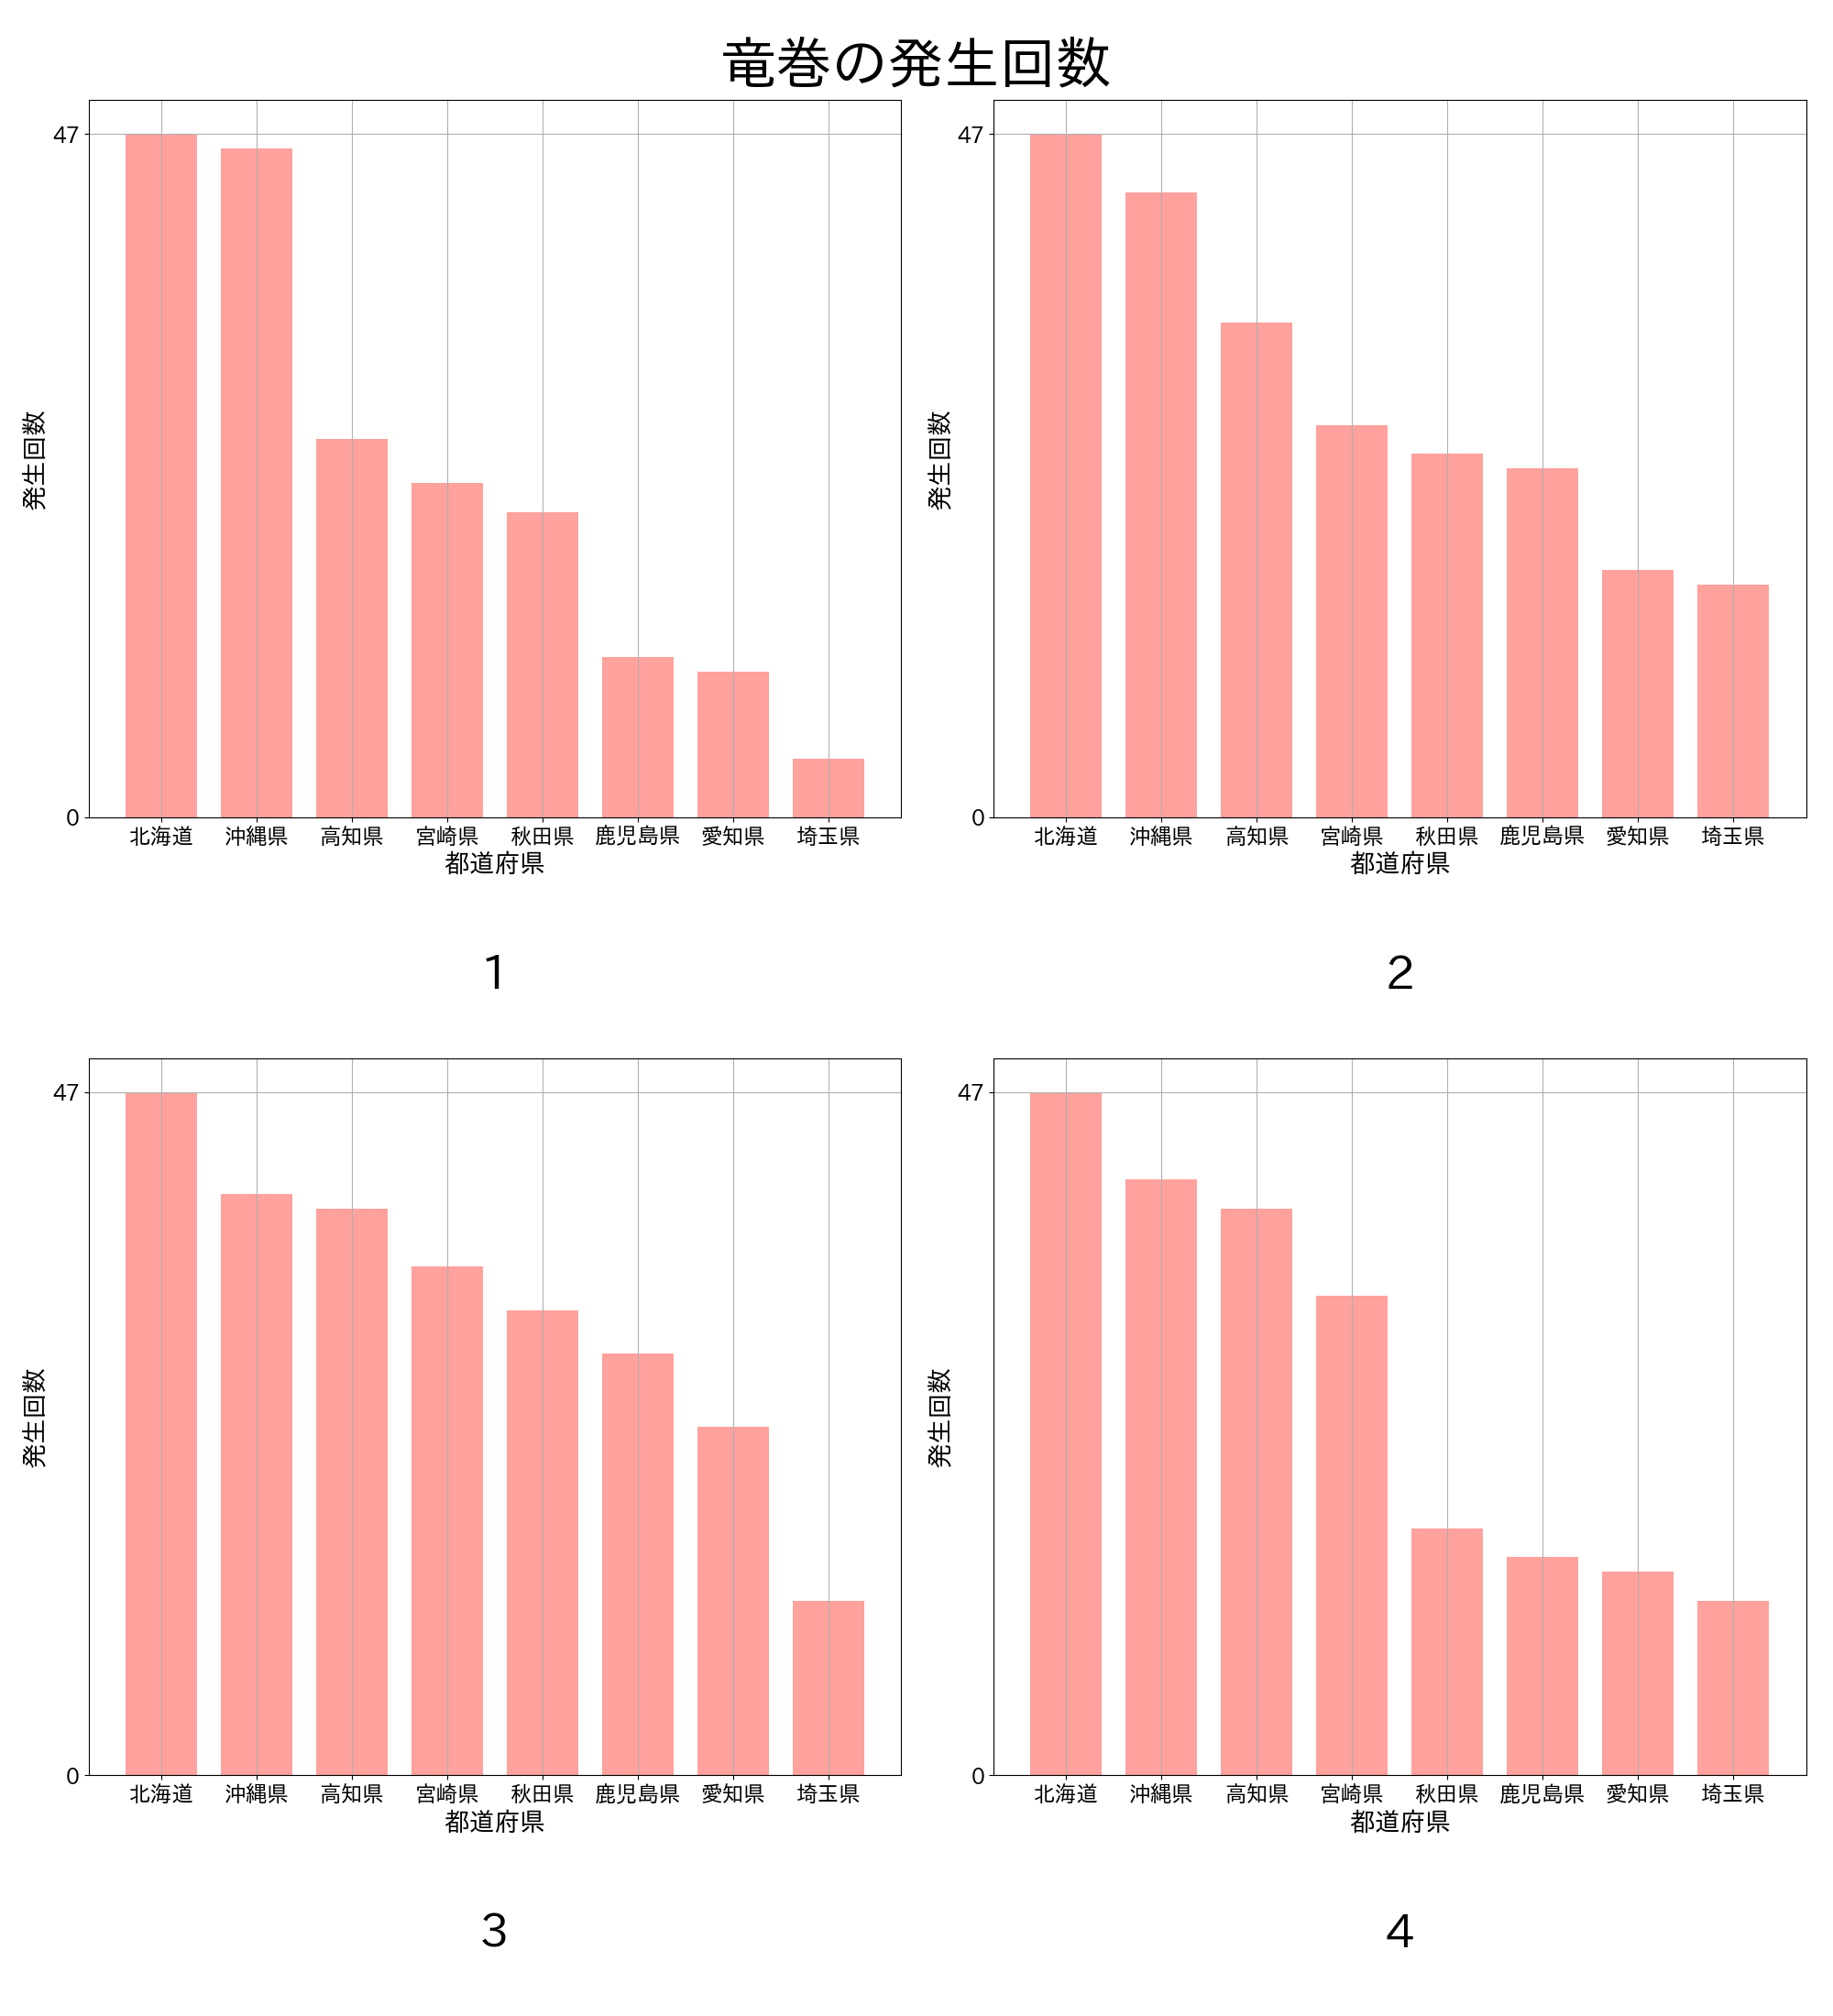 竜巻の発生回数
47
0
発生回数
北海道 沖縄県 高知県 宮崎県 秋田県 鹿児島県 愛知県 埼玉県
都道府県
1
47
0
発生回数
北海道 沖縄県 高知県 宮崎県 秋田県 鹿児島県 愛知県 埼玉県
都道府県
2
47
0
発生回数
北海道 沖縄県 高知県 宮崎県 秋田県 鹿児島県 愛知県 埼玉県
都道府県
3
47
0
発生回数
北海道 沖縄県 高知県 宮崎県 秋田県 鹿児島県 愛知県 埼玉県
都道府県
4